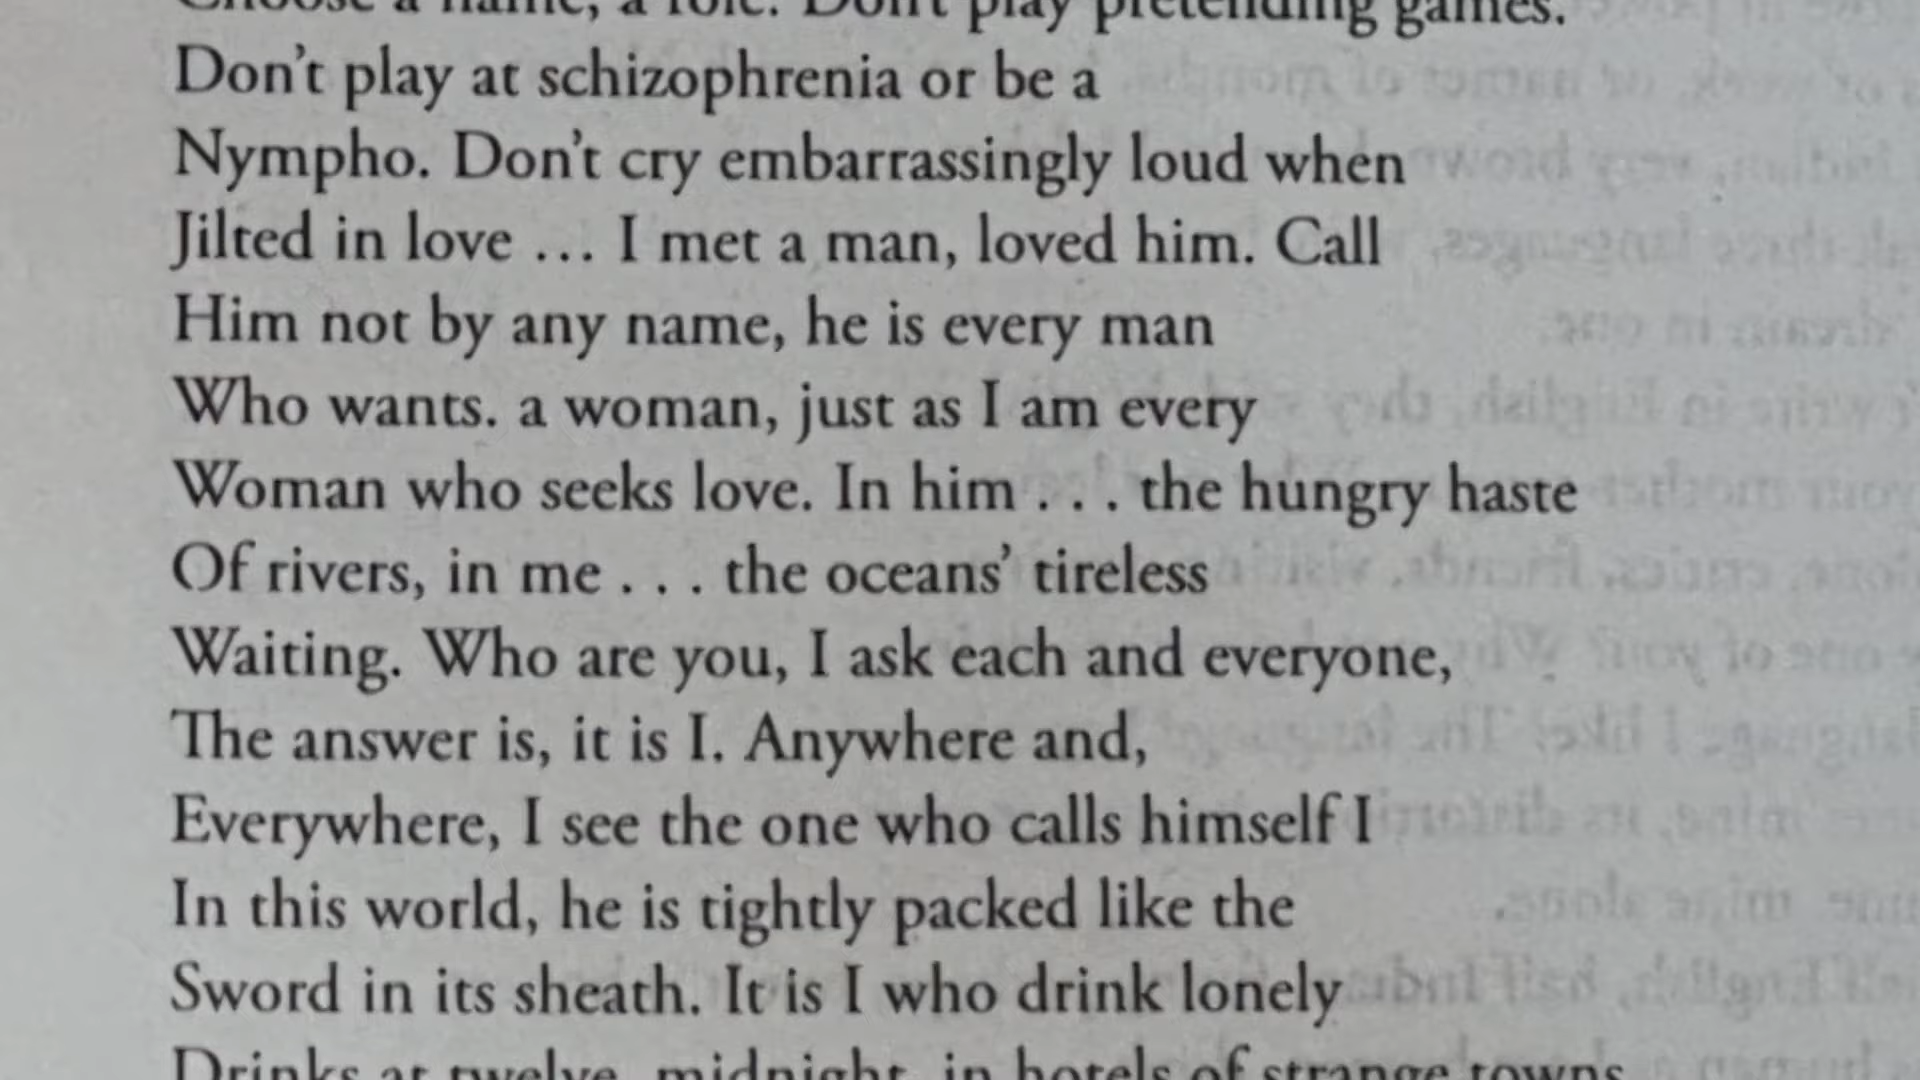 Choose a name, a role. Don't play pretending games.
Don't play at schizophrenia or be a
Nympho. Don't cry embarrassingly loud when
Jilted in love ... I met a man, loved him. Call
Him not by any name, he is every man
Who wants. a woman, just as I am every
Woman who seeks love. In him . . . the hungry haste
Of rivers, in me . . . the oceans' tireless
Waiting. Who are you, I ask each and everyone,
The answer is, it is I. Anywhere and,
Everywhere, I see the one who calls himself I
In this world, he is tightly packed like the
Sword in its sheath. It is I who drink lonely
Drinks at twelve, midnight, in hotels of strange towns